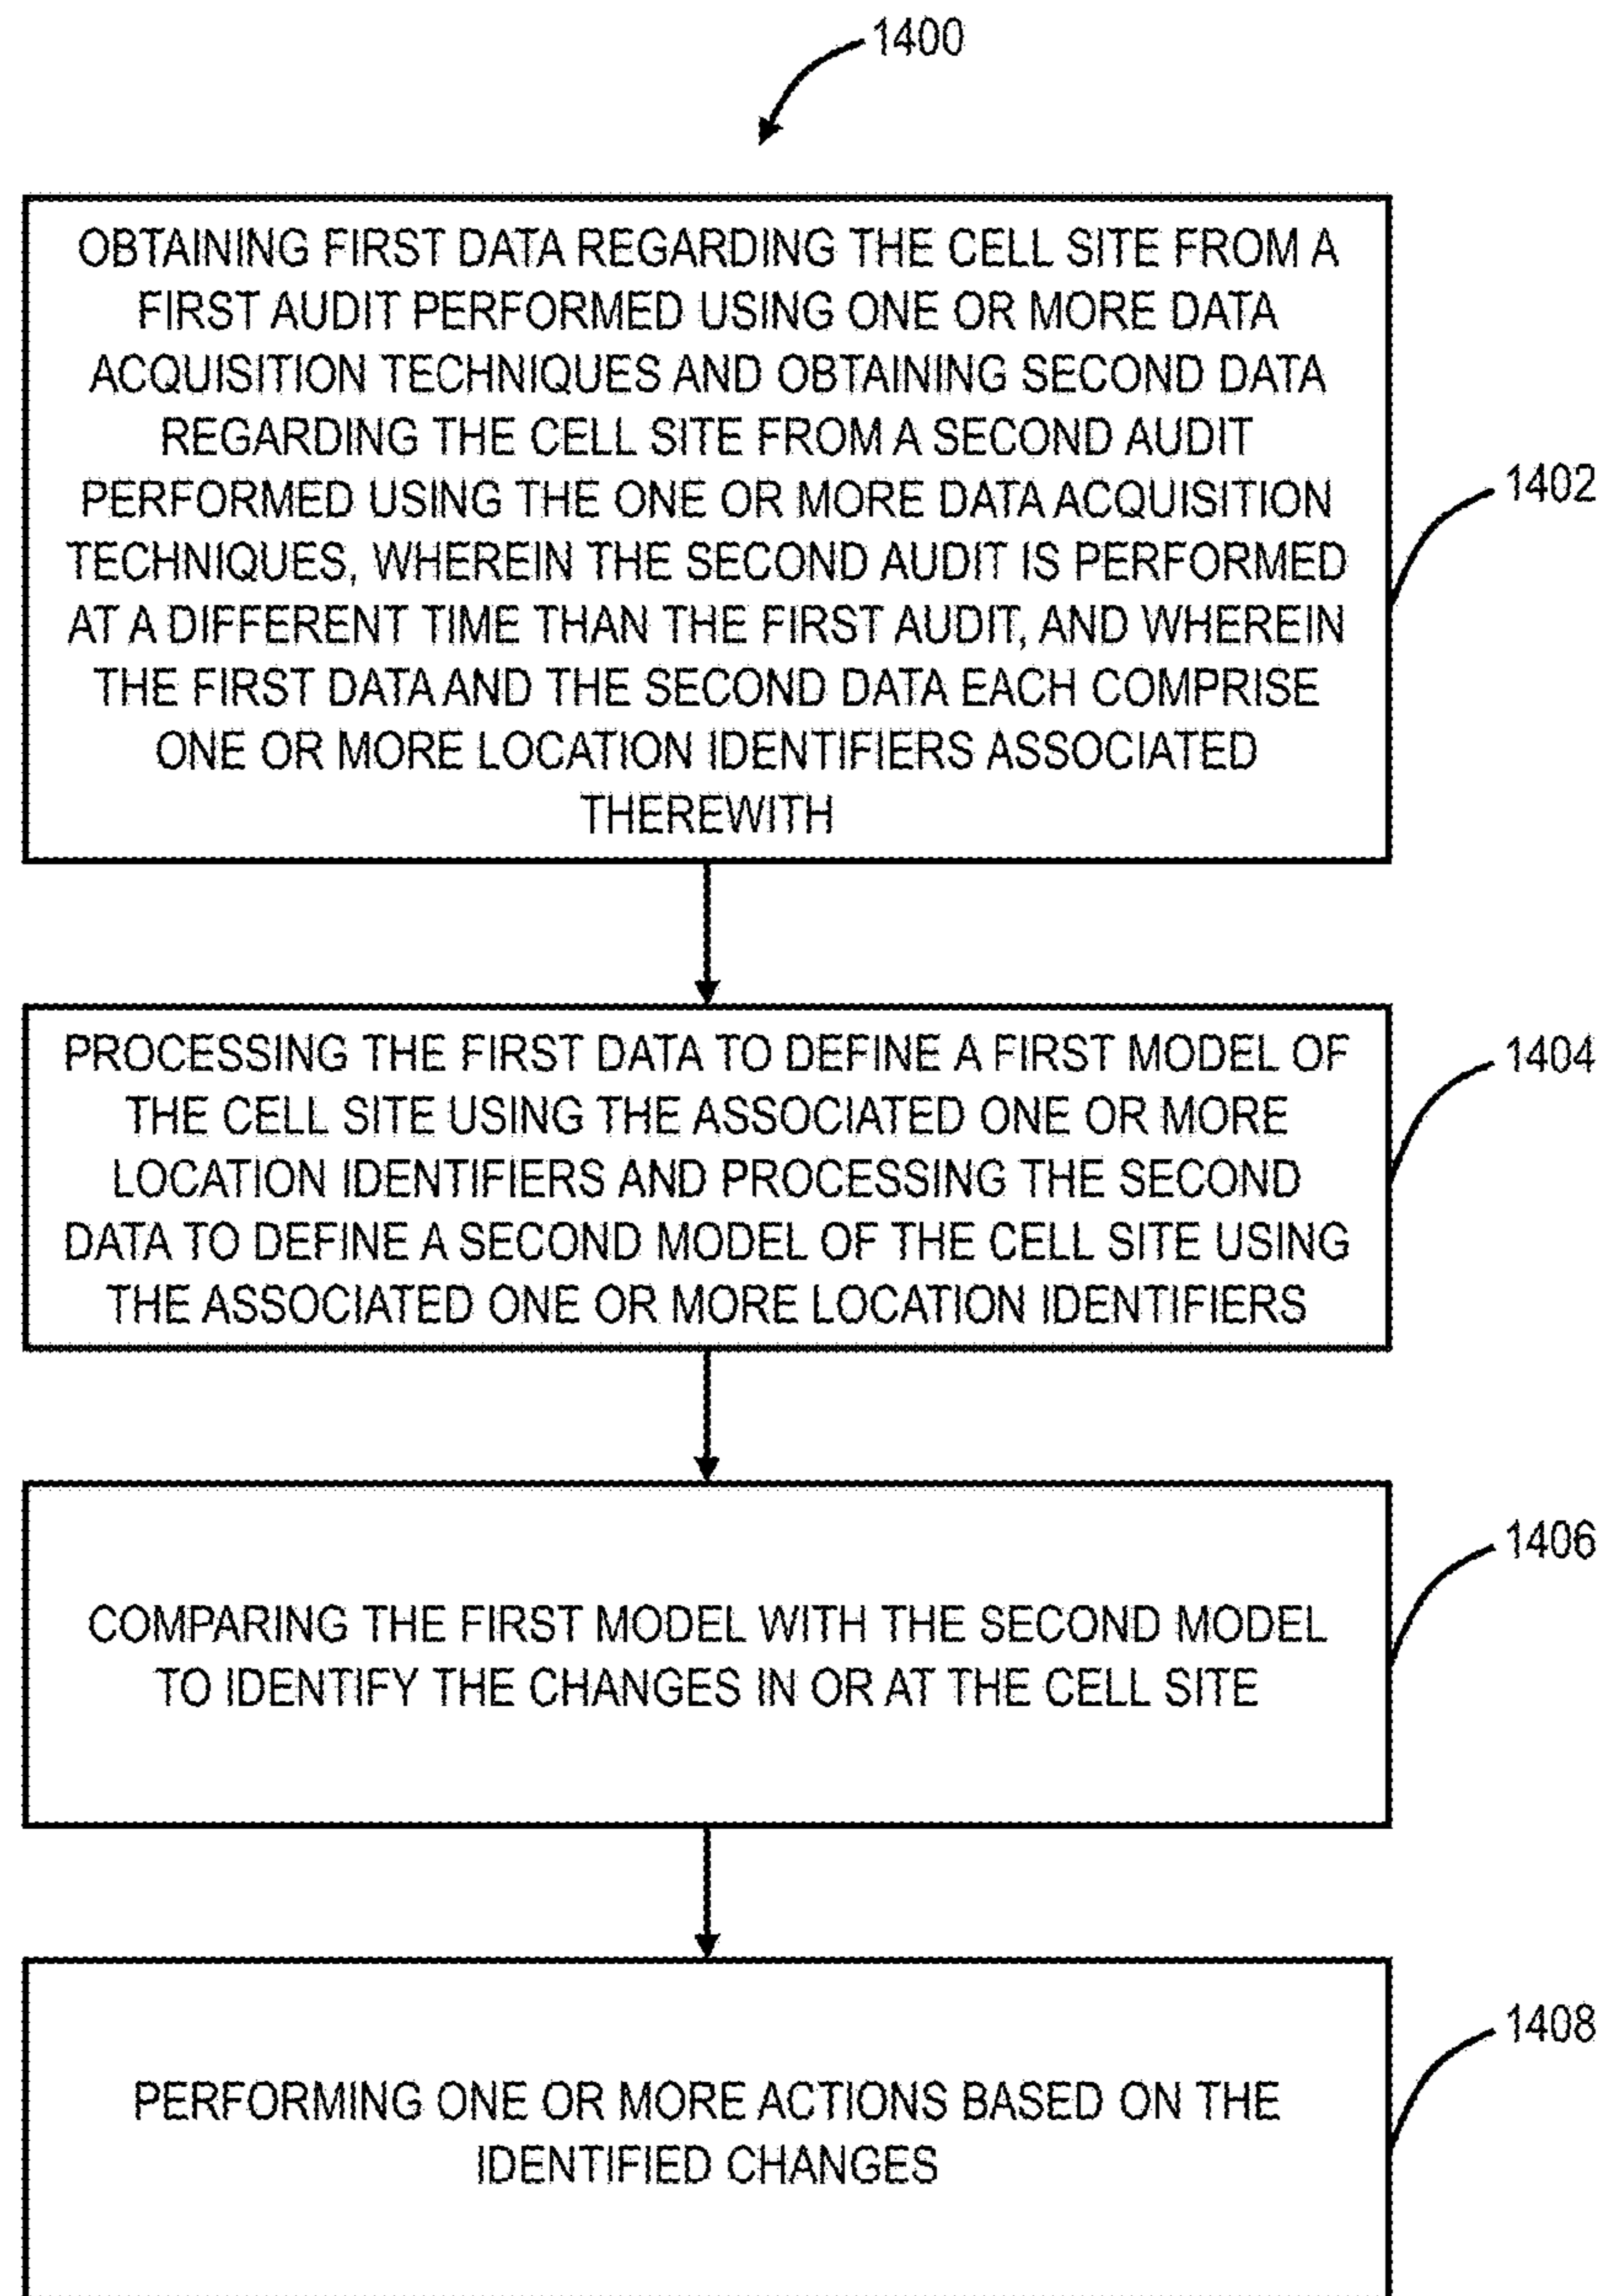 1400
OBTAINING FIRST DATA REGARDING THE CELL SITE FROM A
FIRST AUDIT PERFORMED USING ONE OR MORE DATA
ACQUISITION TECHNIQUES AND OBTAINING SECOND DATA
REGARDING THE CELL SITE FROM A SECOND AUDIT
PERFORMED USING THE ONE OR MORE DATA ACQUISITION
TECHNIQUES, WHEREIN THE SECOND AUDIT IS PERFORMED
AT A DIFFERENT TIME THAN THE FIRST AUDIT, AND WHEREIN
THE FIRST DATA AND THE SECOND DATA EACH COMPRISE
ONE OR MORE LOCATION IDENTIFIERS ASSOCIATED
THEREWITH
1402
PROCESSING THE FIRST DATA TO DEFINE A FIRST MODEL OF
THE CELL SITE USING THE ASSOCIATED ONE OR MORE
LOCATION IDENTIFIERS AND PROCESSING THE SECOND
DATA TO DEFINE A SECOND MODEL OF THE CELL SITE USING
THE ASSOCIATED ONE OR MORE LOCATION IDENTIFIERS
1404
COMPARING THE FIRST MODEL WITH THE SECOND MODEL
TO IDENTIFY THE CHANGES IN OR AT THE CELL SITE
1406
PERFORMING ONE OR MORE ACTIONS BASED ON THE
IDENTIFIED CHANGES
1408